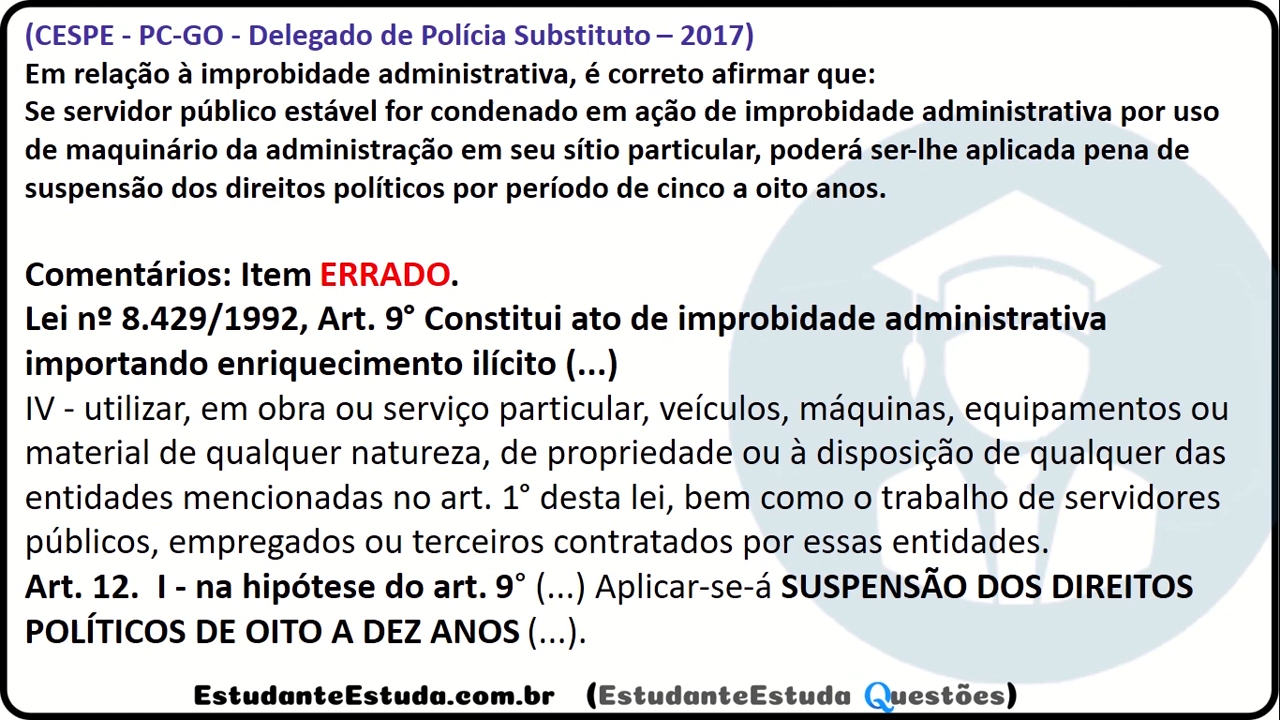 (CESPE - PC-GO - Delegado de Polícia Substituto – 2017)
Em relação à improbidade administrativa, é correto afirmar que:
Se servidor público estável for condenado em ação de improbidade administrativa por uso
de maquinário da administração em seu sítio particular, poderá ser-lhe aplicada pena de
suspensão dos direitos políticos por período de cinco a oito anos.
Comentários: Item ERRADO.
Lei nº 8.429/1992, Art. 9° Constitui ato de improbidade administrativa
importando enriquecimento ilícito (...)
IV - utilizar, em obra ou serviço particular, veículos, máquinas, equipamentos ou
material de qualquer natureza, de propriedade ou à disposição de qualquer das
entidades mencionadas no art. 1° desta lei, bem como o trabalho de servidores
públicos, empregados ou terceiros contratados por essas entidades.
Art. 12.  I - na hipótese do art. 9° (...) Aplicar-se-á SUSPENSÃO DOS DIREITOS
POLÍTICOS DE OITO A DEZ ANOS (...).
EstudanteEstuda.com.br (EstudanteEstuda Questões)